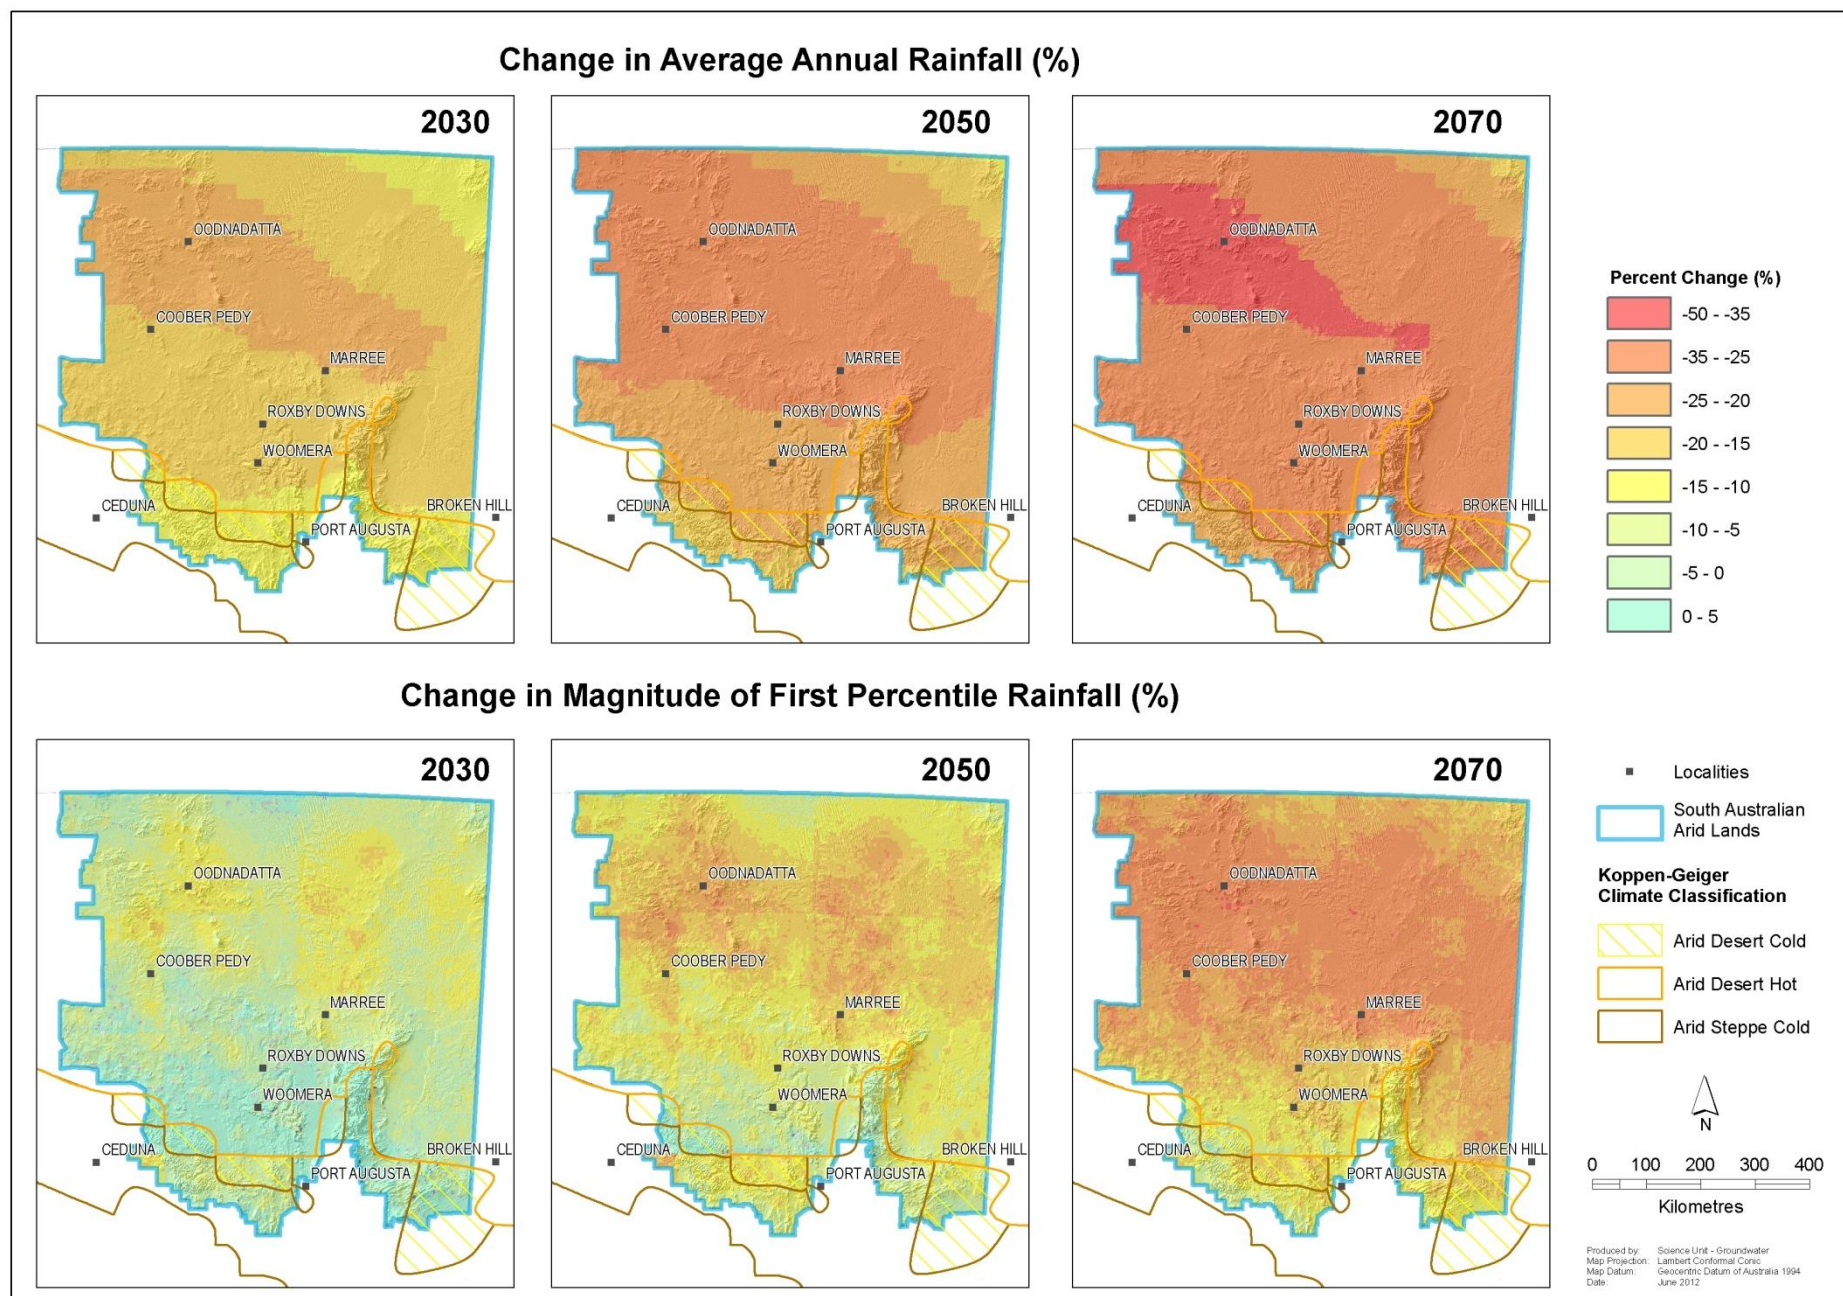 Change in Average Annual Rainfall (%)
2030
OODNADATTA
COOBER PEDY
MARREE
ROXBY DOWNS
WOOMERA
CEDUNA
BROKEN HILL
PORT AUGUSTA
2050
OODNADATTA
COOBER PEDY
MARREE
ROXBY DOWNS
WOOMERA
CEDUNA
BROKEN HILL
PORT AUGUSTA
2070
OODNADATTA
COOBER PEDY
MARREE
ROXBY DOWNS
WOOMERA
CEDUNA
BROKEN HILL
PORT AUGUSTA
Percent Change (%)
-50 - -35
-35 - -25
-25 - -20
-20 - -15
-15 - -10
-10 - -5
-5 - 0
0 - 5
Change in Magnitude of First Percentile Rainfall (%)
2030
OODNADATTA
COOBER PEDY
MARREE
ROXBY DOWNS
WOOMERA
CEDUNA
BROKEN HILL
PORT AUGUSTA
2050
OODNADATTA
COOBER PEDY
MARREE
ROXBY DOWNS
WOOMERA
CEDUNA
BROKEN HILL
PORT AUGUSTA
2070
OODNADATTA
COOBER PEDY
MARREE
ROXBY DOWNS
WOOMERA
CEDUNA
BROKEN HILL
PORT AUGUSTA
Localities
South Australian
Arid Lands
Koppen-Geiger
Climate Classification
Arid Desert Cold
Arid Desert Hot
Arid Steppe Cold
N
0 100 200 300 400
Kilometres
Produced by: Science Unit - Groundwater
Map Projection: Lambert Conformal Conic
Map Datum: Geocentric Datum of Australia 1994
Date: June 2012